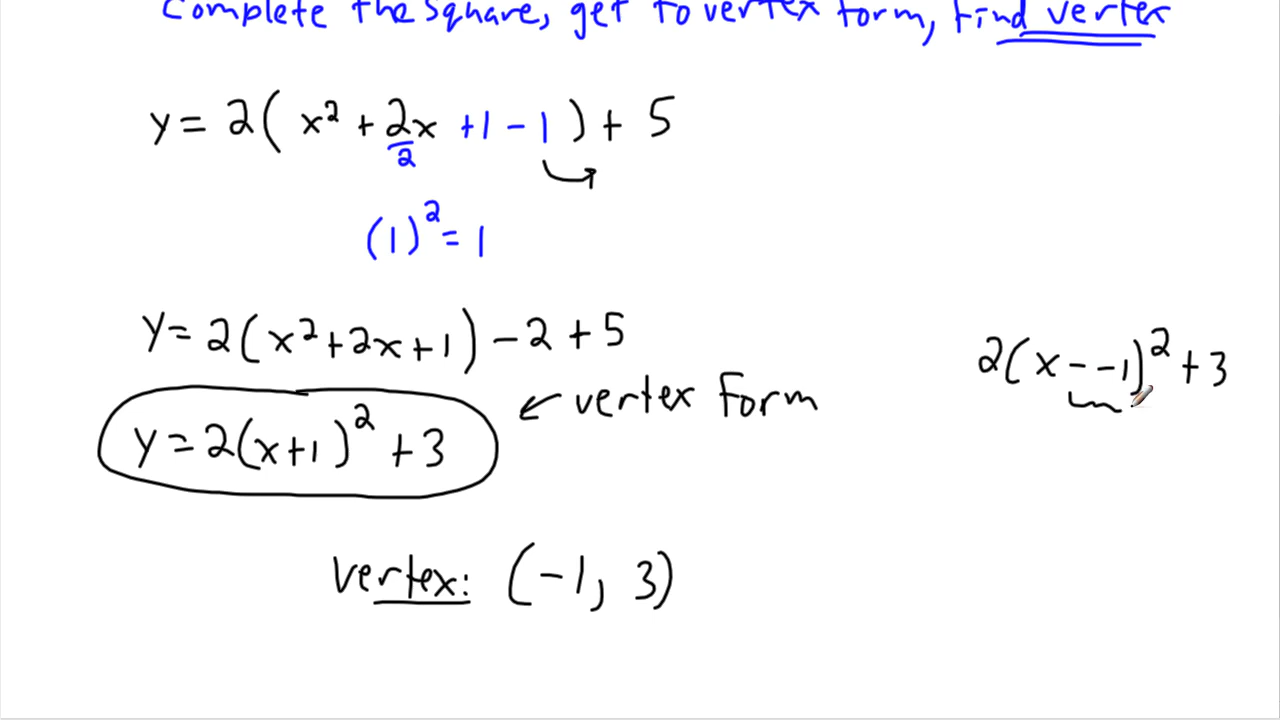 Complete the square, get to vertex form, find vertex
y = 2( x² + 2x +1 - 1 ) + 5
2
(1)² = 1
y = 2(x² + 2x + 1) - 2 + 5
2(x - -1)² + 3
← vertex Form
y = 2(x+1)² + 3
vertex: (-1, 3)